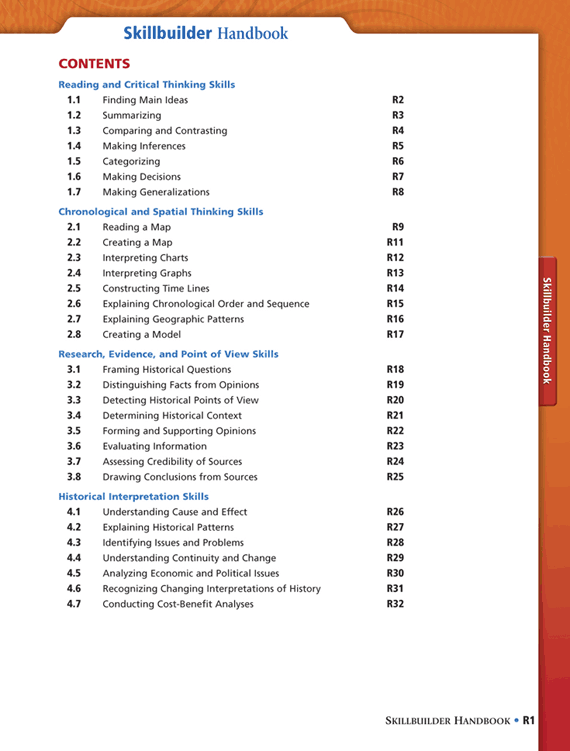 Skillbuilder Handbook
CONTENTS
Reading and Critical Thinking Skills
1.1 Finding Main Ideas R2
1.2 Summarizing R3
1.3 Comparing and Contrasting R4
1.4 Making Inferences R5
1.5 Categorizing R6
1.6 Making Decisions R7
1.7 Making Generalizations R8
Chronological and Spatial Thinking Skills
2.1 Reading a Map R9
2.2 Creating a Map R11
2.3 Interpreting Charts R12
2.4 Interpreting Graphs R13
2.5 Constructing Time Lines R14
2.6 Explaining Chronological Order and Sequence R15
2.7 Explaining Geographic Patterns R16
2.8 Creating a Model R17
Research, Evidence, and Point of View Skills
3.1 Framing Historical Questions R18
3.2 Distinguishing Facts from Opinions R19
3.3 Detecting Historical Points of View R20
3.4 Determining Historical Context R21
3.5 Forming and Supporting Opinions R22
3.6 Evaluating Information R23
3.7 Assessing Credibility of Sources R24
3.8 Drawing Conclusions from Sources R25
Historical Interpretation Skills
4.1 Understanding Cause and Effect R26
4.2 Explaining Historical Patterns R27
4.3 Identifying Issues and Problems R28
4.4 Understanding Continuity and Change R29
4.5 Analyzing Economic and Political Issues R30
4.6 Recognizing Changing Interpretations of History R31
4.7 Conducting Cost-Benefit Analyses R32
Skillbuilder Handbook
SKILLBUILDER HANDBOOK • R1